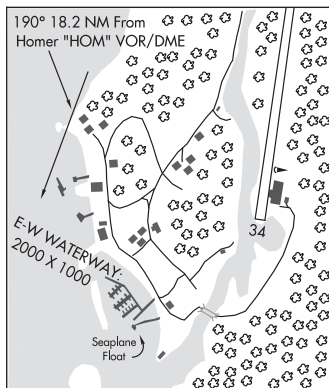 190° 18.2 NM From
Homer "HOM" VOR/DME
E-W WATERWAY:
2000 X 1000
34
Seaplane
Float